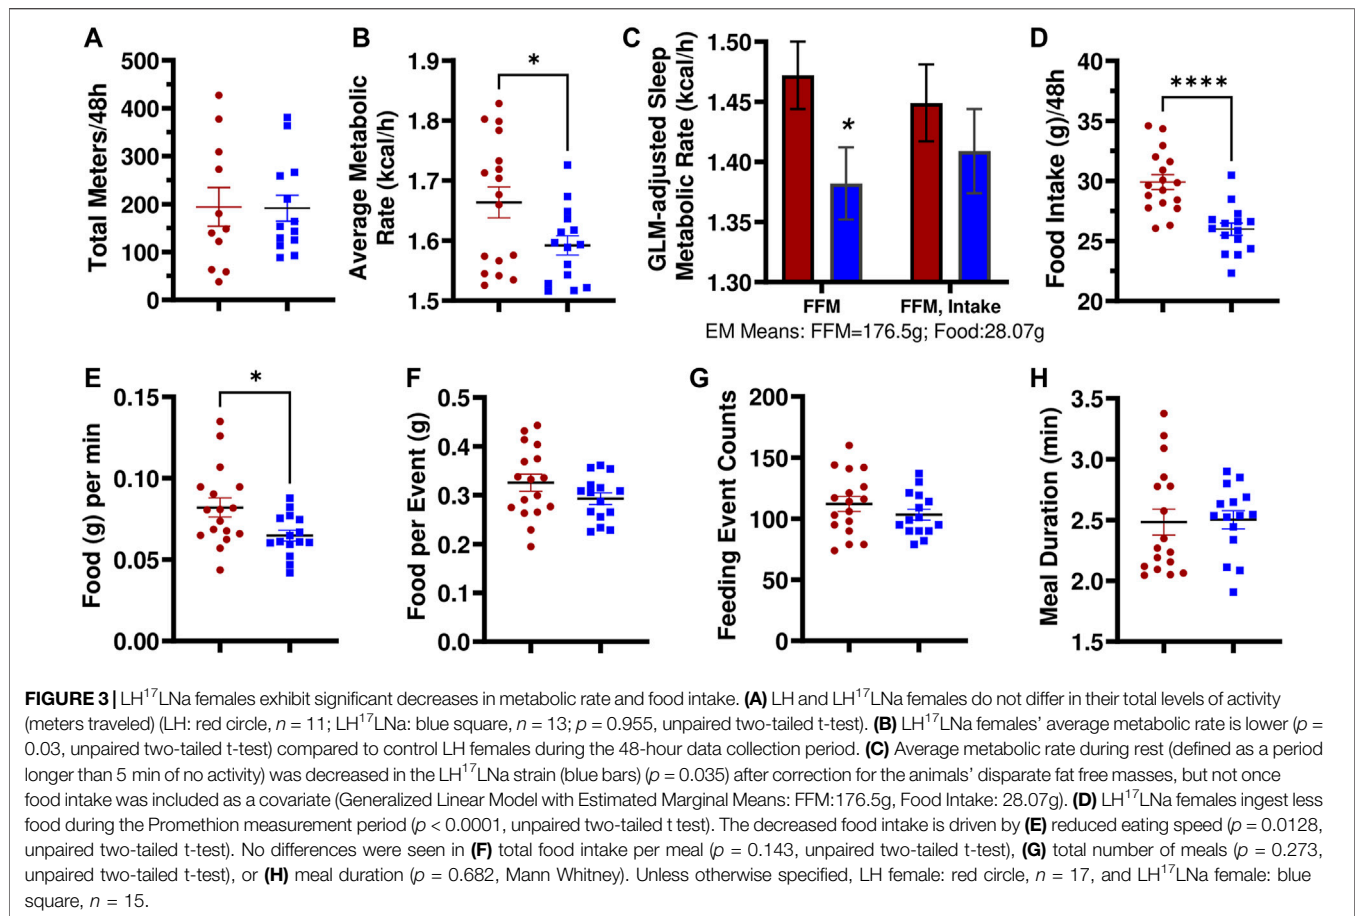 A
Total Meters/48h
500
400
300
200
100
0
B
Average Metabolic
Rate (kcal/h)
1.9
1.8
1.7
1.6
1.5
*
C
GLM-adjusted Sleep
Metabolic Rate (kcal/h)
1.50
1.45
1.40
1.35
1.30
*
FFM
FFM, Intake
EM Means: FFM=176.5g; Food:28.07g
D
Food Intake (g)/48h
40
35
30
25
20
****
E
Food (g) per min
0.15
0.10
0.05
0.00
*
F
Food per Event (g)
0.5
0.4
0.3
0.2
0.1
0.0
G
Feeding Event Counts
200
150
100
50
0
H
Meal Duration (min)
3.5
3.0
2.5
2.0
1.5
FIGURE 3 | LH¹⁷LNa females exhibit significant decreases in metabolic rate and food intake. (A) LH and LH¹⁷LNa females do not differ in their total levels of activity
(meters traveled) (LH: red circle, n = 11; LH¹⁷LNa: blue square, n = 13; p = 0.955, unpaired two-tailed t-test). (B) LH¹⁷LNa females’ average metabolic rate is lower (p =
0.03, unpaired two-tailed t-test) compared to control LH females during the 48-hour data collection period. (C) Average metabolic rate during rest (defined as a period
longer than 5 min of no activity) was decreased in the LH¹⁷LNa strain (blue bars) (p = 0.035) after correction for the animals’ disparate fat free masses, but not once
food intake was included as a covariate (Generalized Linear Model with Estimated Marginal Means: FFM:176.5g, Food Intake: 28.07g). (D) LH¹⁷LNa females ingest less
food during the Promethion measurement period (p < 0.0001, unpaired two-tailed t test). The decreased food intake is driven by (E) reduced eating speed (p = 0.0128,
unpaired two-tailed t-test). No differences were seen in (F) total food intake per meal (p = 0.143, unpaired two-tailed t-test), (G) total number of meals (p = 0.273,
unpaired two-tailed t-test), or (H) meal duration (p = 0.682, Mann Whitney). Unless otherwise specified, LH female: red circle, n = 17, and LH¹⁷LNa female: blue
square, n = 15.